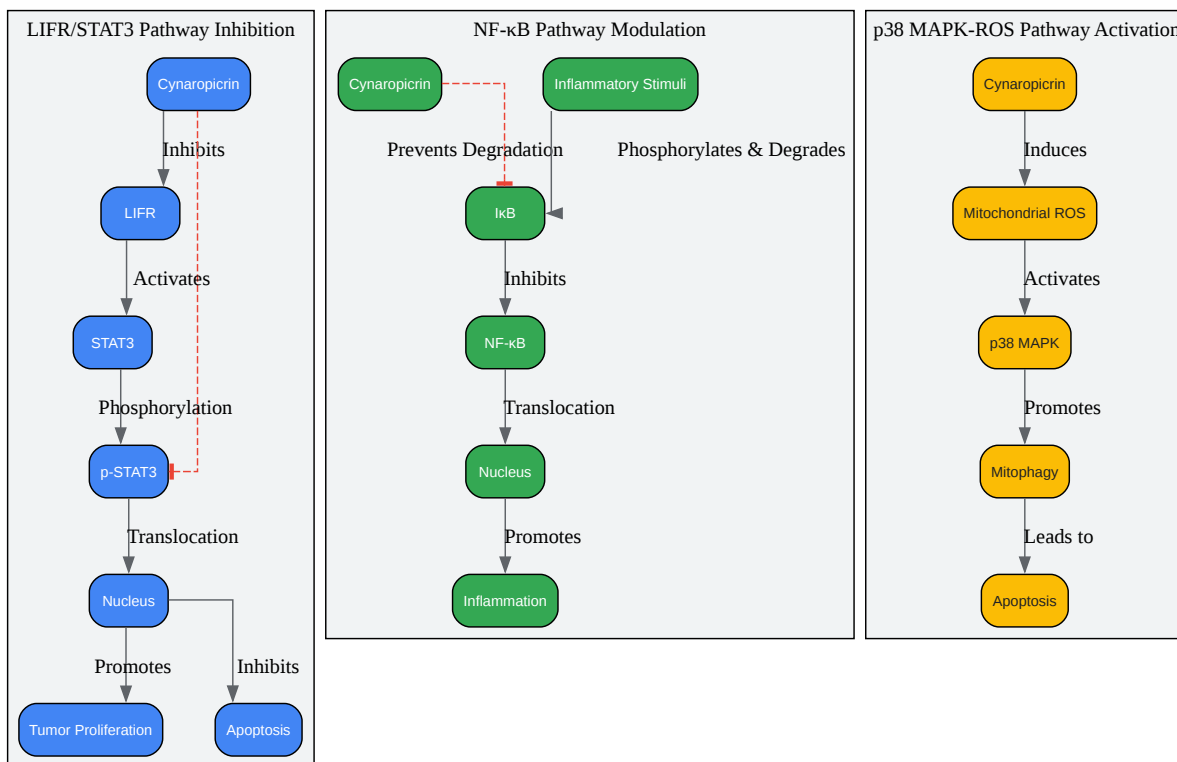 LIFR/STAT3 Pathway Inhibition
Cynaropicrin
Inhibits
LIFR
Activates
STAT3
Phosphorylation
p-STAT3
Translocation
Nucleus
Promotes
Inhibits
Tumor Proliferation
Apoptosis
NF-κB Pathway Modulation
Cynaropicrin
Inflammatory Stimuli
Prevents Degradation
Phosphorylates & Degrades
IκB
Inhibits
NF-κB
Translocation
Nucleus
Promotes
Inflammation
p38 MAPK-ROS Pathway Activation
Cynaropicrin
Induces
Mitochondrial ROS
Activates
p38 MAPK
Promotes
Mitophagy
Leads to
Apoptosis